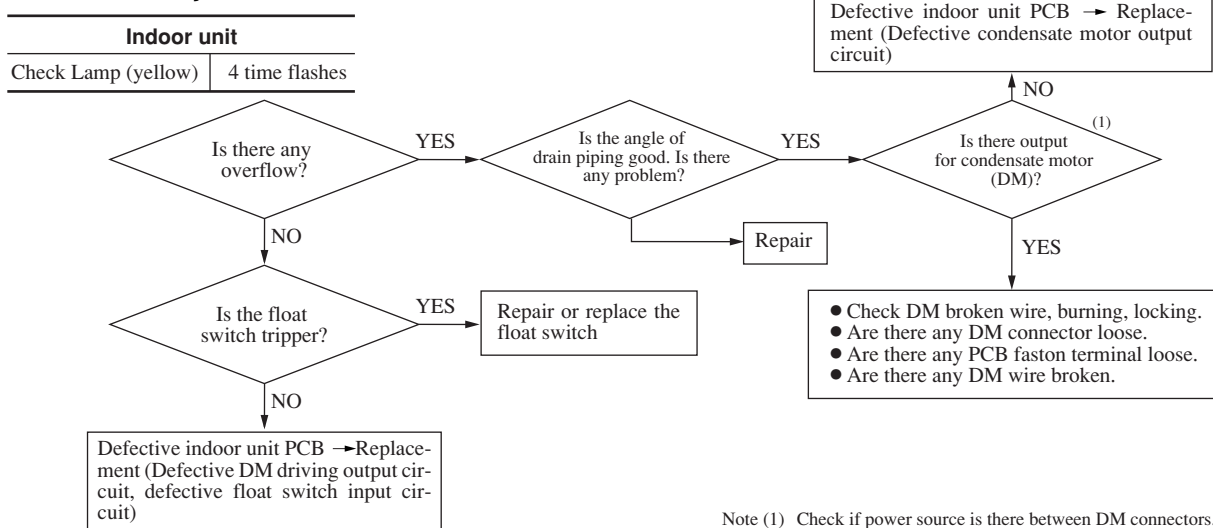 Indoor unit
Check Lamp (yellow) 4 time flashes
Defective indoor unit PCB → Replace-
ment (Defective condensate motor output
circuit)
NO
(1)
Is there any
overflow?
YES
Is the angle of
drain piping good. Is there
any problem?
YES
Is there output
for condensate motor
(DM)?
NO
Repair
YES
Is the float
switch tripper?
YES
Repair or replace the
float switch
● Check DM broken wire, burning, locking.
● Are there any DM connector loose.
● Are there any PCB faston terminal loose.
● Are there any DM wire broken.
NO
Defective indoor unit PCB → Replace-
ment (Defective DM driving output cir-
cuit, defective float switch input cir-
cuit)
Note (1) Check if power source is there between DM connectors.